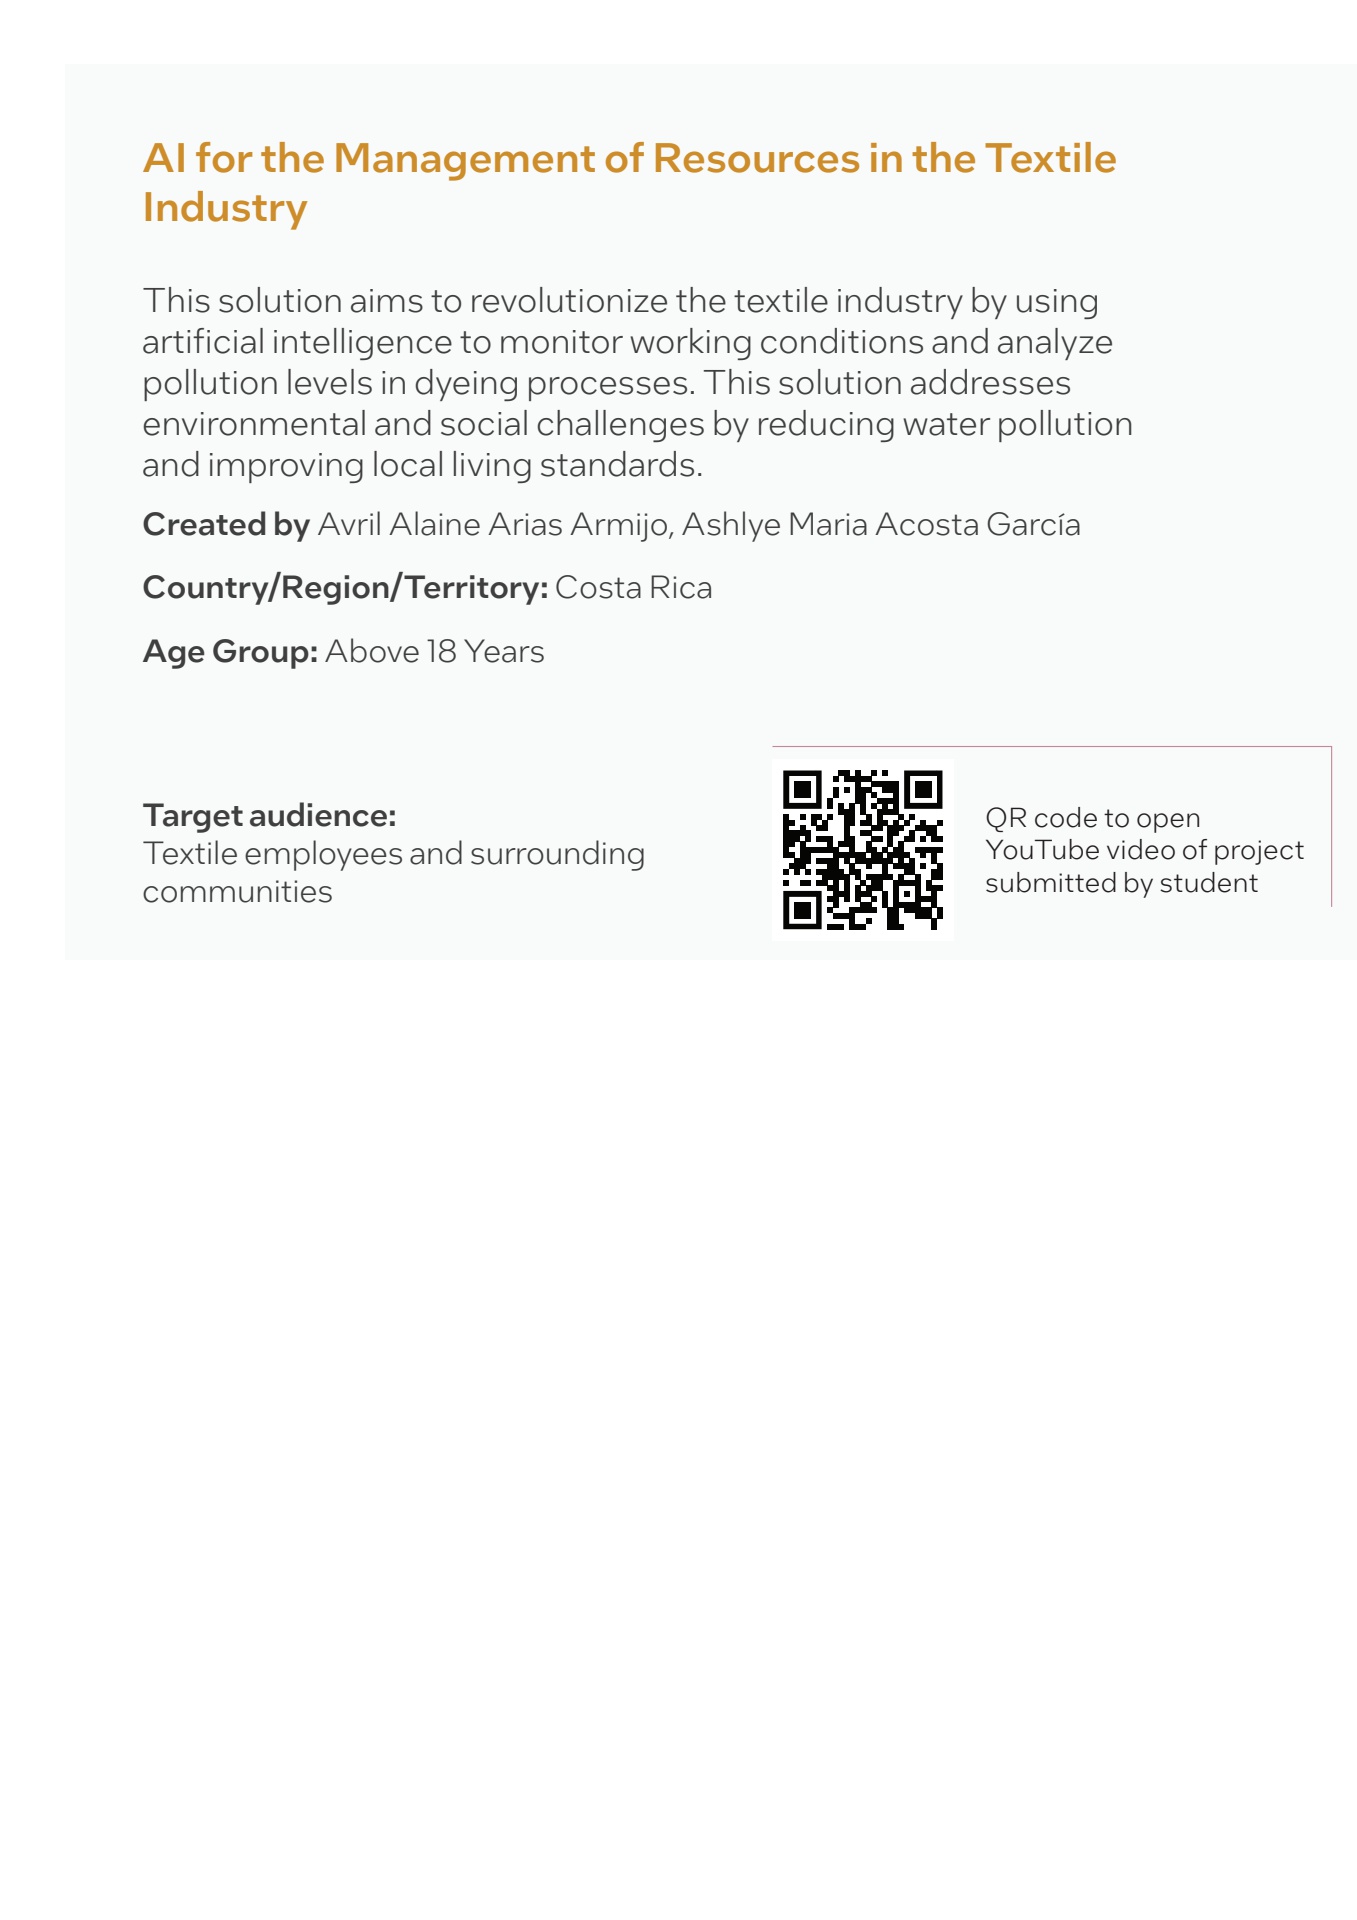 AI for the Management of Resources in the Textile
Industry
This solution aims to revolutionize the textile industry by using
artificial intelligence to monitor working conditions and analyze
pollution levels in dyeing processes. This solution addresses
environmental and social challenges by reducing water pollution
and improving local living standards.
Created by Avril Alaine Arias Armijo, Ashlye Maria Acosta García
Country/Region/Territory: Costa Rica
Age Group: Above 18 Years
Target audience:
Textile employees and surrounding
communities
QR code to open
YouTube video of project
submitted by student